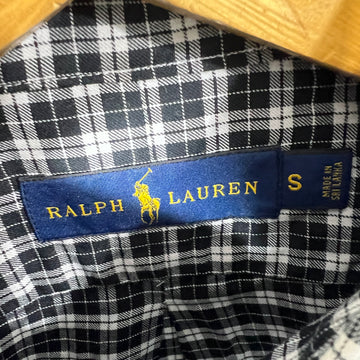 RALPH LAUREN
S
MADE IN
SRI LANKA